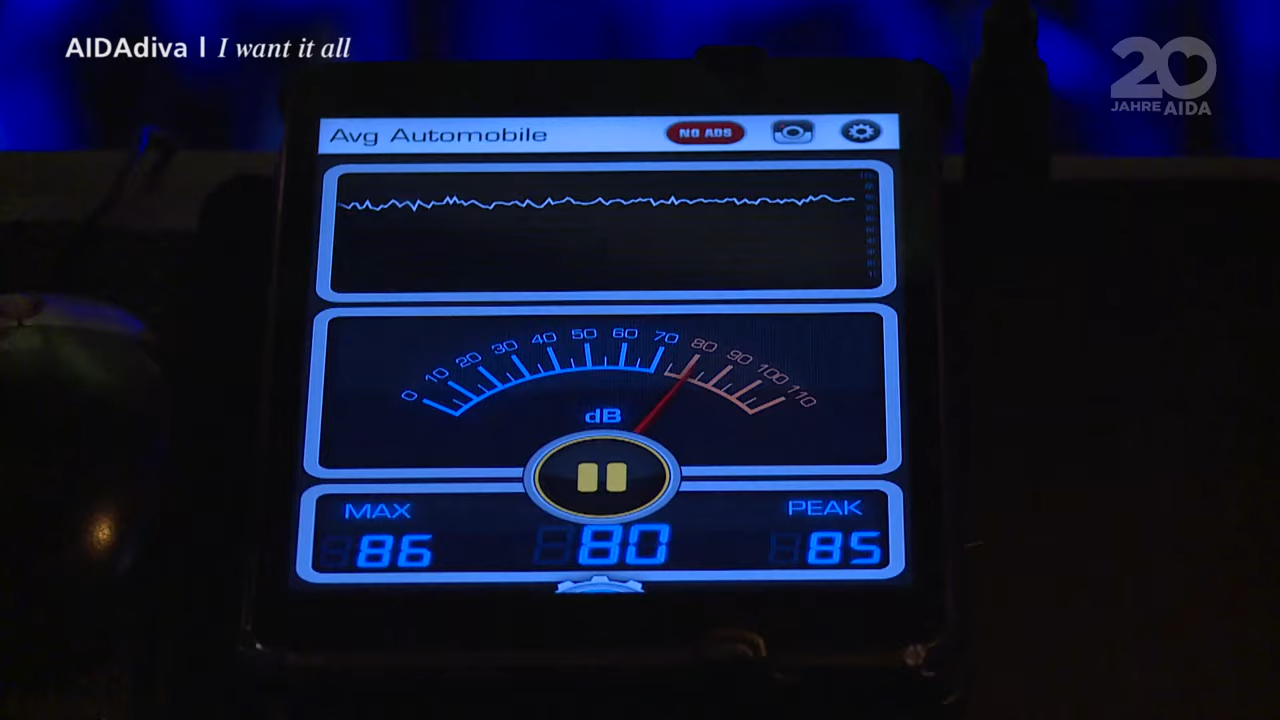 AIDAdiva | I want it all
20
JAHRE AIDA
Avg Automobile
NO ADS
0 10 20 30 40 50 60 70 80 90 100 110
dB
MAX
PEAK
86
80
85